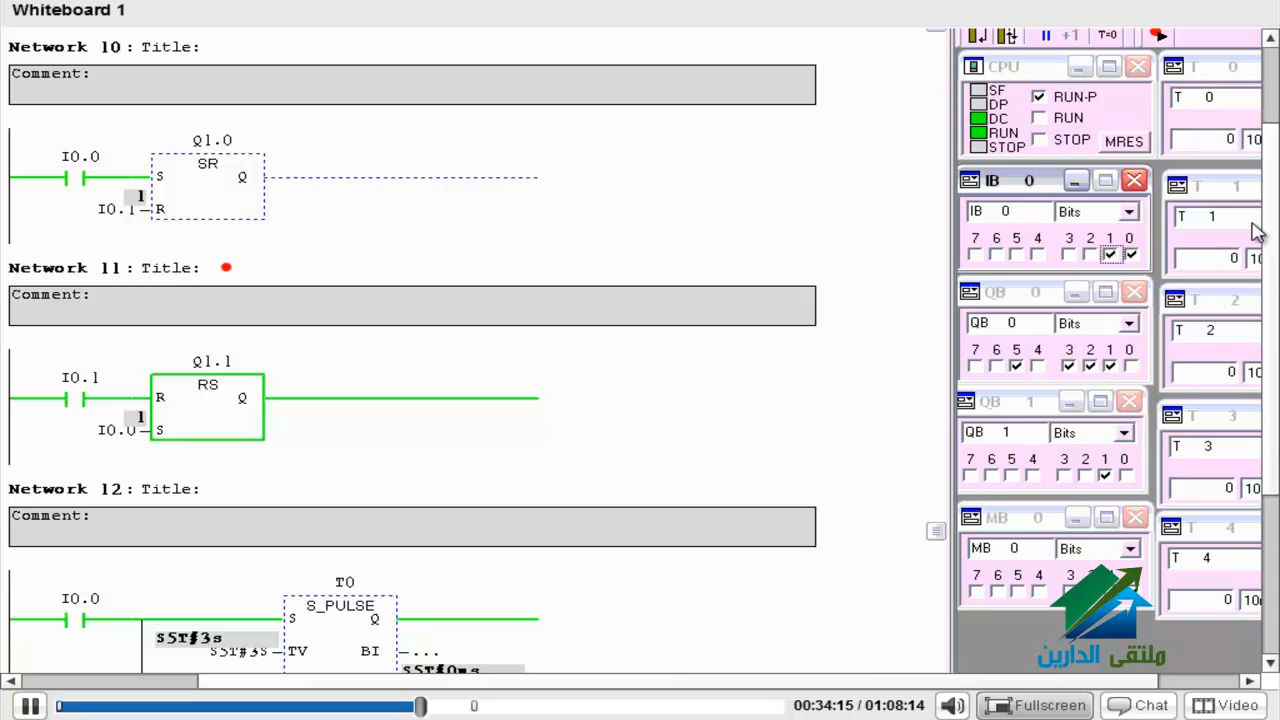 Whiteboard 1
Network 10 : Title:
Comment:
I0.0
Q1.0
SR
S
Q
1
I0.1
R
Network 11 : Title:
Comment:
I0.1
Q1.1
RS
R
Q
1
I0.0
S
Network 12 : Title:
Comment:
I0.0
T0
S_PULSE
S
Q
S5T#3s
S5T#3s
TV
BI
...
S5T#0ms
+1
T=0
CPU
SF
DP
DC
RUN
STOP
RUN-P
RUN
STOP
MRES
IB 0
IB 0
Bits
7 6 5 4 3 2 1 0
QB 0
QB 0
Bits
7 6 5 4 3 2 1 0
QB 1
QB 1
Bits
7 6 5 4 3 2 1 0
MB 0
MB 0
Bits
7 6 5 4 3
T 0
T 0
0
10
T 1
T 1
0
10
T 2
T 2
0
10
T 3
T 3
0
10
T 4
T 4
0
ملتقى الدارين
0
00:34:15 / 01:08:14
Fullscreen
Chat
Video